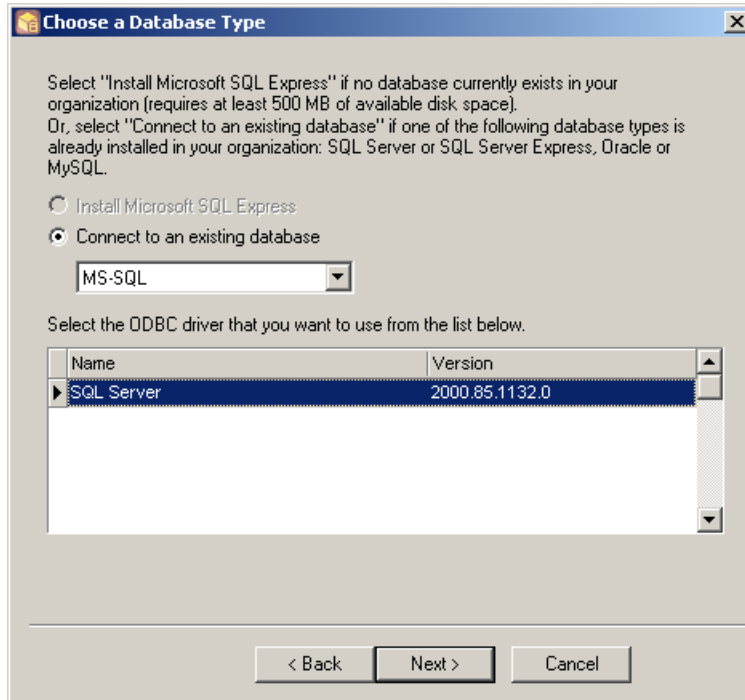 Choose a Database Type
Select "Install Microsoft SQL Express" if no database currently exists in your
organization (requires at least 500 MB of available disk space).
Or, select "Connect to an existing database" if one of the following database types is
already installed in your organization: SQL Server or SQL Server Express, Oracle or
MySQL.
Install Microsoft SQL Express
Connect to an existing database
MS-SQL
Select the ODBC driver that you want to use from the list below.
Name Version
SQL Server 2000.85.1132.0
< Back Next > Cancel